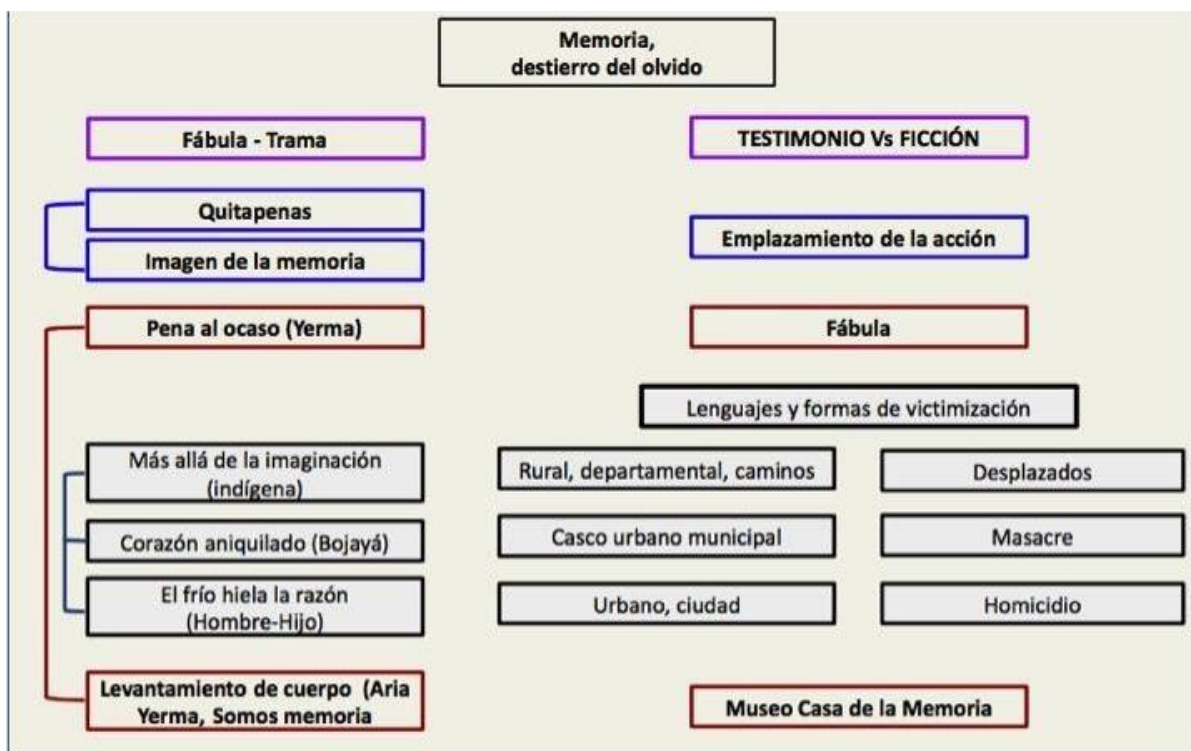 Memoria,
destierro del olvido
Fábula - Trama
TESTIMONIO Vs FICCIÓN
Quitapenas
Imagen de la memoria
Emplazamiento de la acción
Pena al ocaso (Yerma)
Fábula
Lenguajes y formas de victimización
Más allá de la imaginación
(indígena)
Rural, departamental, caminos
Desplazados
Corazón aniquilado (Bojayá)
Casco urbano municipal
Masacre
El frío hiela la razón
(Hombre-Hijo)
Urbano, ciudad
Homicidio
Levantamiento de cuerpo (Aria
Yerma, Somos memoria
Museo Casa de la Memoria